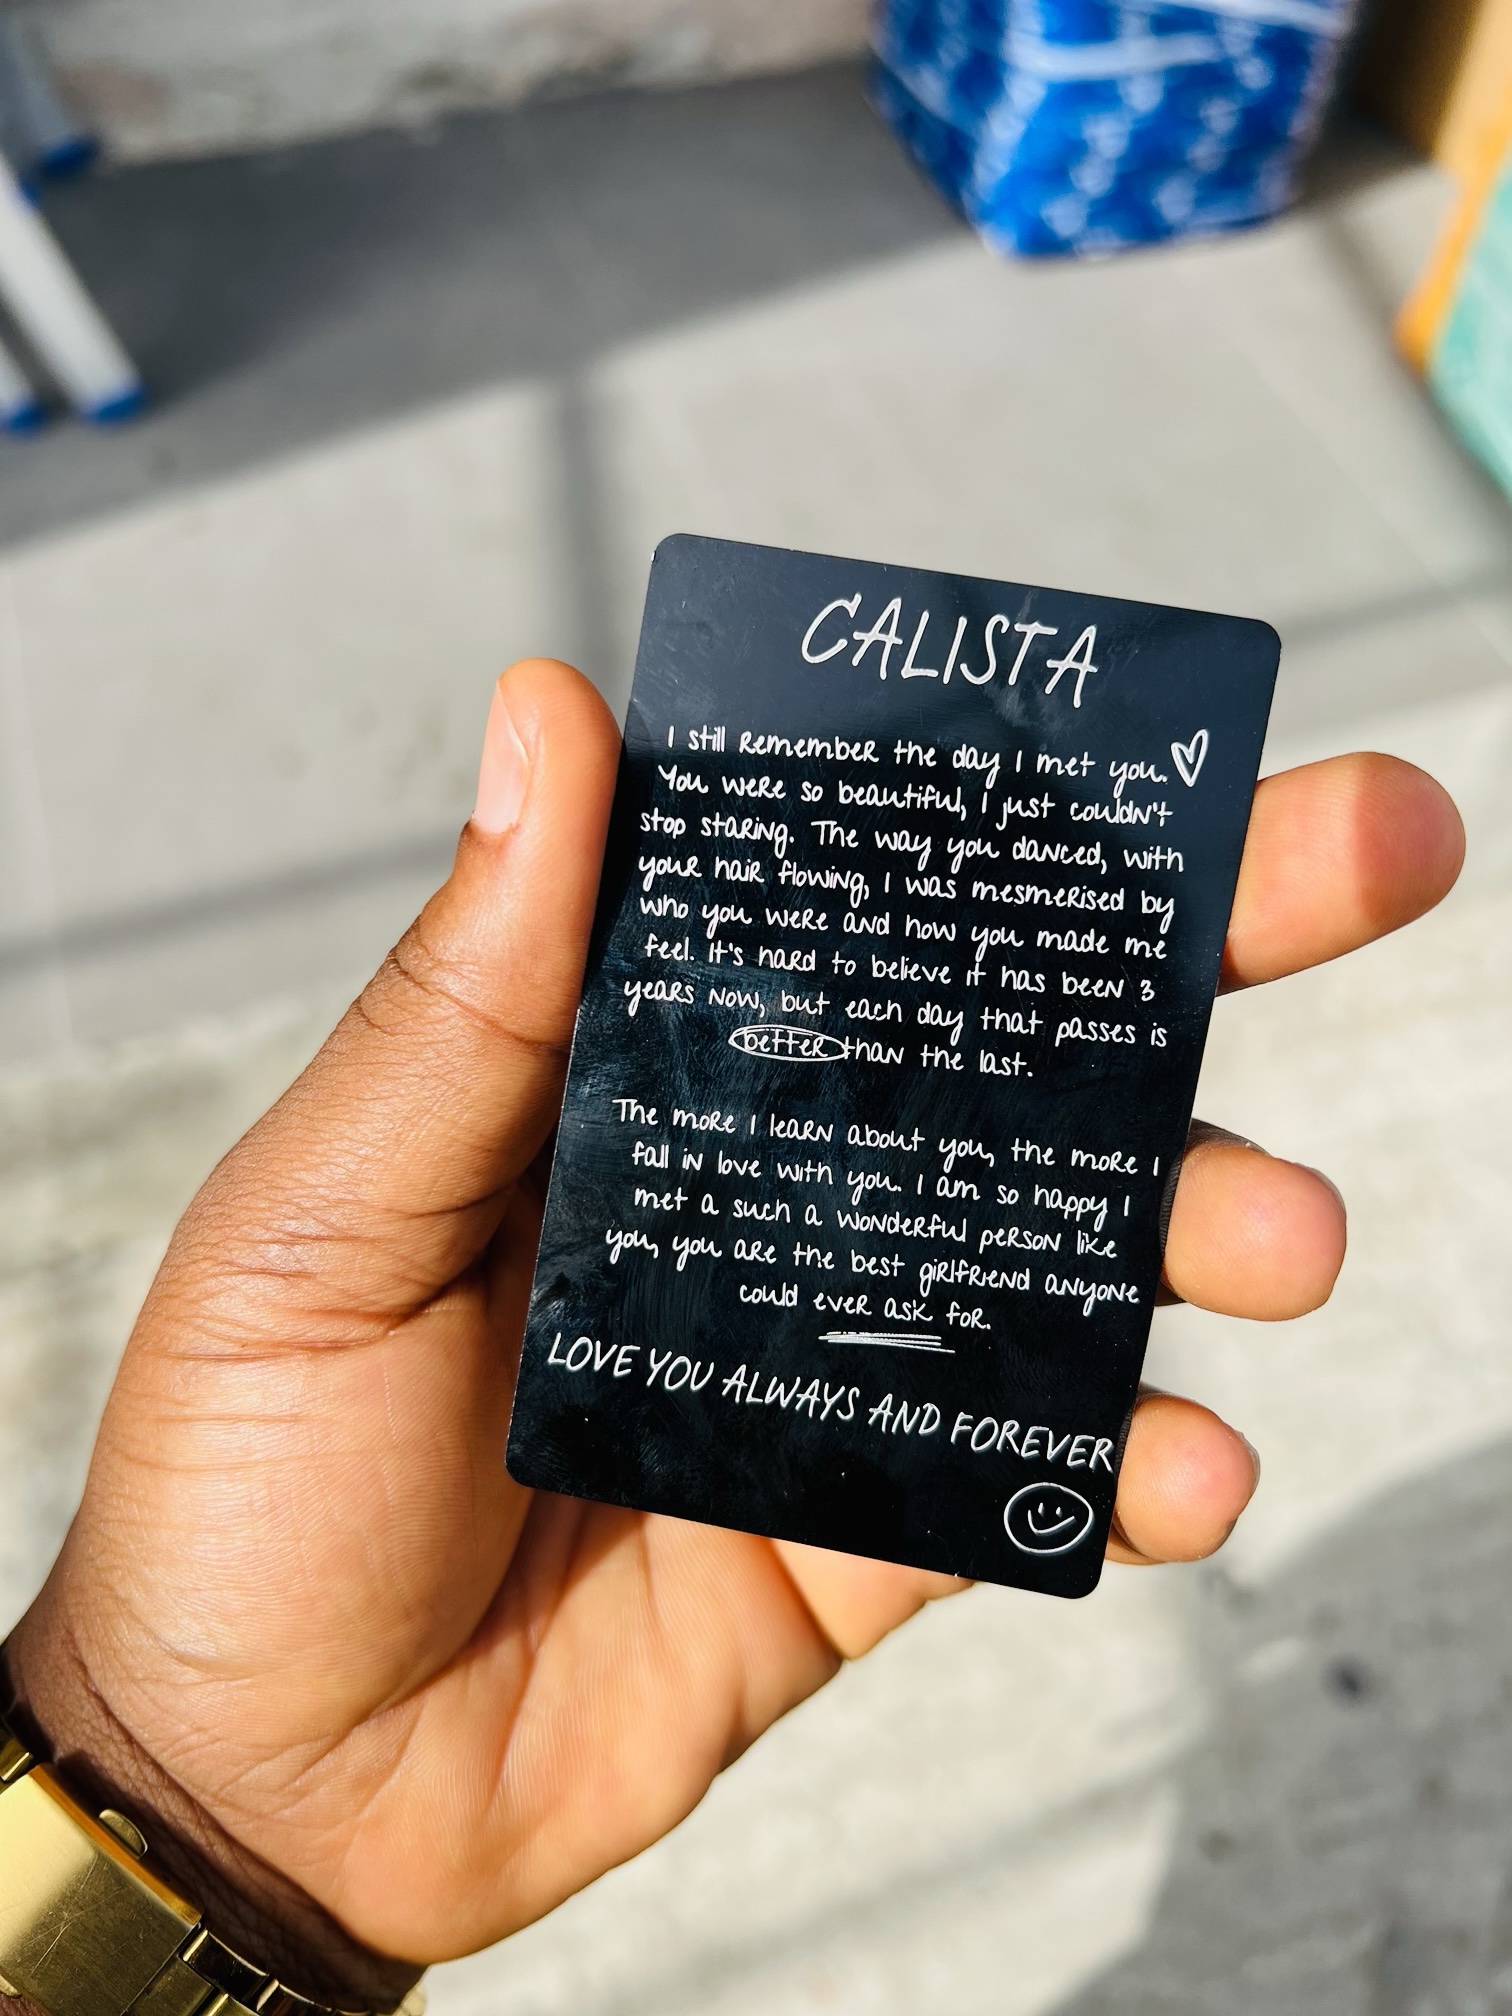 CALISTA
I still remember the day I met you.
You were so beautiful, I just couldn't
stop staring. The way you danced, with
your hair flowing, I was mesmerised by
who you were and how you made me
feel. It's hard to believe it has been 3
years now, but each day that passes is
better than the last.
The more I learn about you, the more I
fall in love with you. I am so happy I
met a such a wonderful person like
you, you are the best girlfriend anyone
could ever ask for.
LOVE YOU ALWAYS AND FOREVER